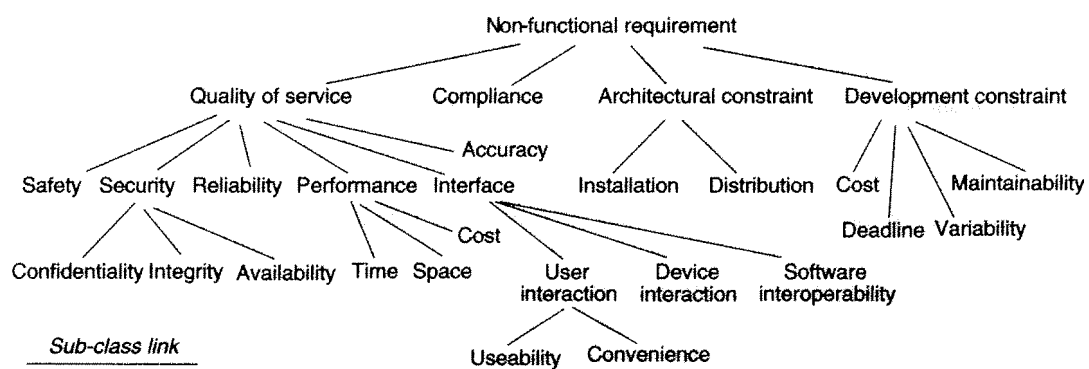 Non-functional requirement
Quality of service Compliance Architectural constraint Development constraint
Accuracy
Safety Security Reliability Performance Interface Installation Distribution Cost Maintainability
Cost
Deadline Variability
Confidentiality Integrity Availability Time Space User interaction Device interaction Software interoperability
Sub-class link
Useability Convenience